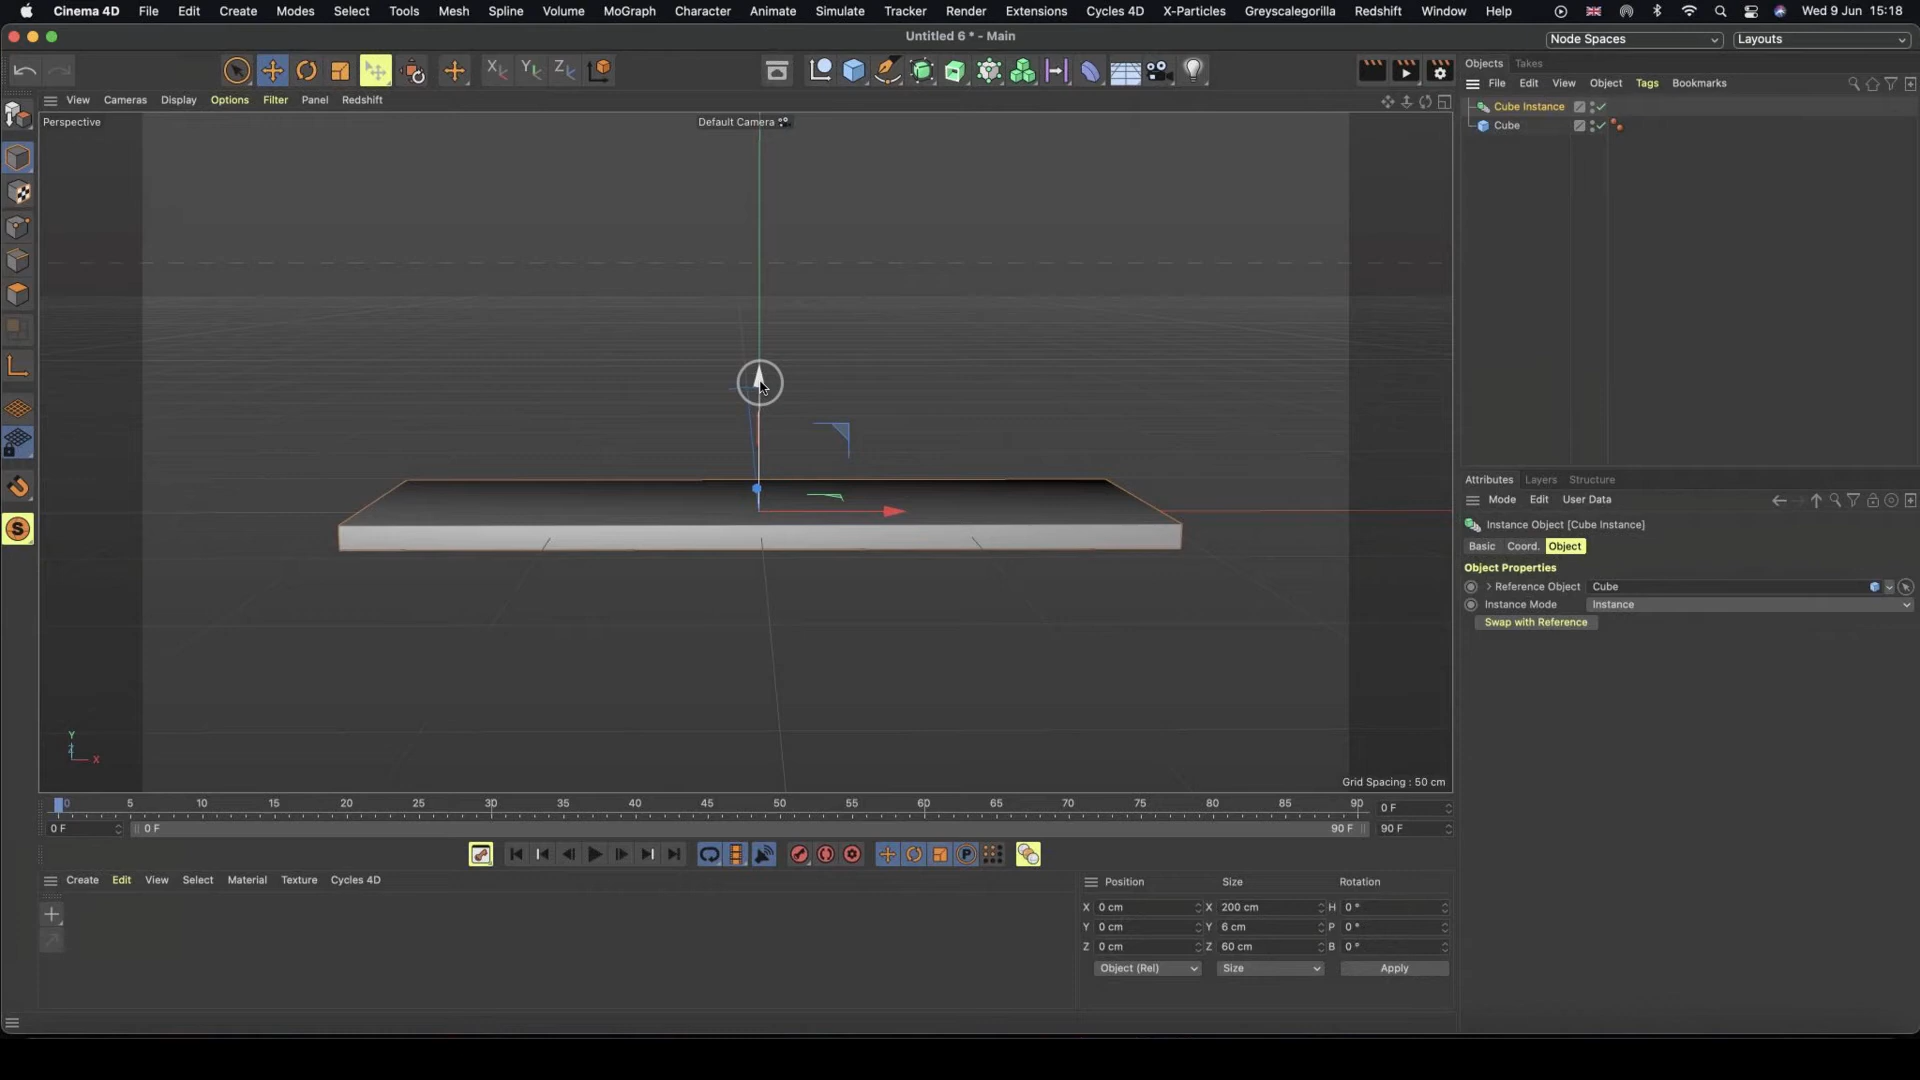 Cinema 4D File Edit Create Modes Select Tools Mesh Spline Volume MoGraph Character Animate Simulate Tracker Render Extensions Cycles 4D X-Particles Greyscalegorilla Redshift Window Help Wed 9 Jun 15:18
Untitled 6 * - Main
Node Spaces Layouts
X Y Z
Objects Takes
File Edit View Object Tags Bookmarks
View Cameras Display Options Filter Panel Redshift
Perspective
Default Camera
Cube Instance
Cube
Attributes Layers Structure
Mode Edit User Data
Instance Object [Cube Instance]
Basic Coord. Object
Object Properties
Reference Object Cube
Instance Mode Instance
Swap with Reference
S
Y
Z
X
Grid Spacing : 50 cm
0 5 10 15 20 25 30 35 40 45 50 55 60 65 70 75 80 85 90 0 F
0 F 0 F 90 F 90 F
P
Create Edit View Select Material Texture Cycles 4D
Position Size Rotation
X 0 cm X 200 cm H 0 °
Y 0 cm Y 6 cm P 0 °
Z 0 cm Z 60 cm B 0 °
Object (Rel) Size Apply